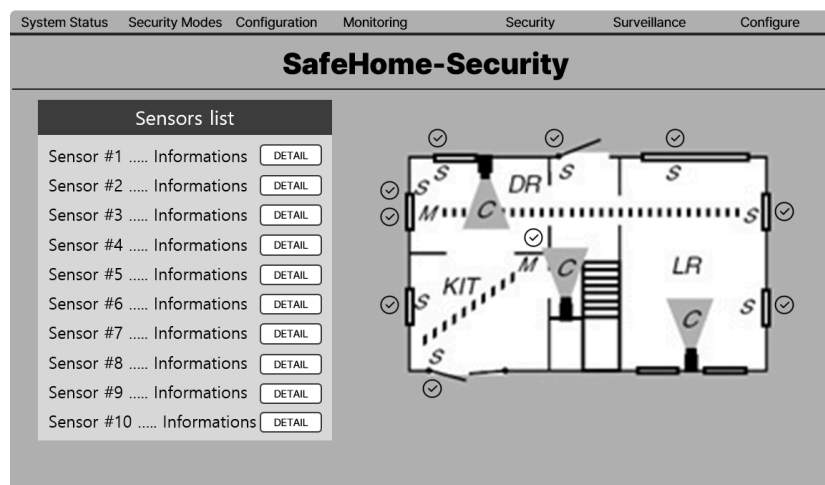 System Status Security Modes Configuration Monitoring Security Surveillance Configure
SafeHome-Security
Sensors list
Sensor #1 ..... Informations DETAIL
Sensor #2 ..... Informations DETAIL
Sensor #3 ..... Informations DETAIL
Sensor #4 ..... Informations DETAIL
Sensor #5 ..... Informations DETAIL
Sensor #6 ..... Informations DETAIL
Sensor #7 ..... Informations DETAIL
Sensor #8 ..... Informations DETAIL
Sensor #9 ..... Informations DETAIL
Sensor #10 ..... Informations DETAIL
S DR S S
S
M C S
M C
KIT LR
S C S
S